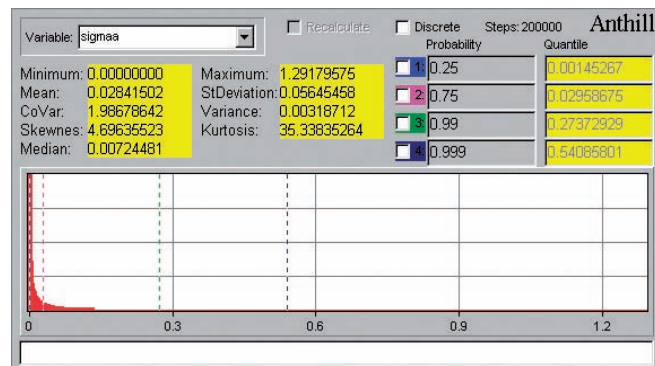 Variable: sigmaa
Recalculate
Discrete Steps: 200000 Anthill
Probability Quantile
Minimum: 0.00000000 Maximum: 1.29179575
Mean: 0.02841502 StDeviation: 0.05645458
CoVar: 1.98678642 Variance: 0.00318712
Skewnes: 4.69635523 Kurtosis: 35.33835264
Median: 0.00724481
1: 0.25 0.00145267
2: 0.75 0.02958675
3: 0.99 0.27372929
4: 0.999 0.54085801
0 0.3 0.6 0.9 1.2